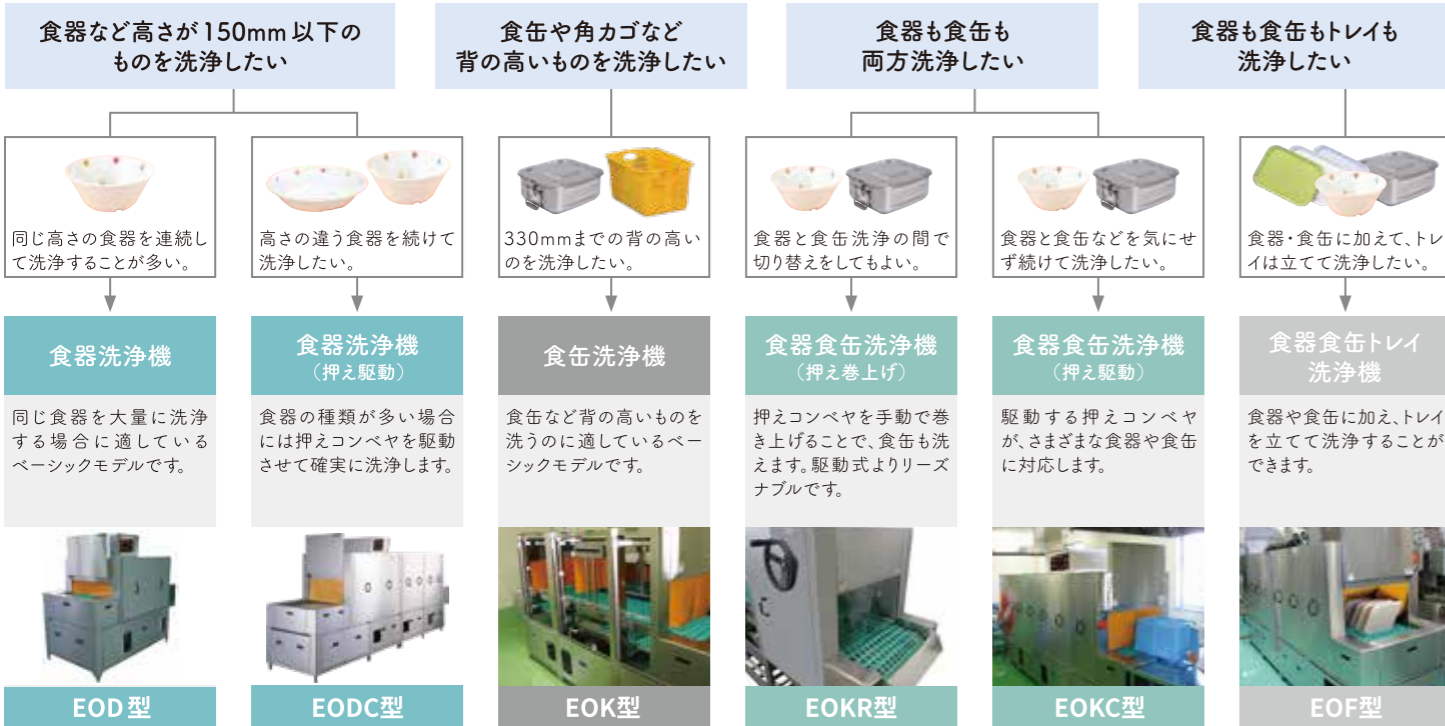 食器など高さが150mm以下の
ものを洗浄したい
食缶や角カゴなど
背の高いものを洗浄したい
食器も食缶も
両方洗浄したい
食器も食缶もトレイも
洗浄したい
同じ高さの食器を連続し
て洗浄することが多い。
高さの違う食器を続けて
洗浄したい。
330mmまでの背の高い
のを洗浄したい。
食器と食缶洗浄の間で
切り替えをしてもよい。
食器と食缶などを気にせ
ず続けて洗浄したい。
食器・食缶に加えて、トレ
イは立てて洗浄したい。
食器洗浄機
食器洗浄機
（押え駆動）
食缶洗浄機
食器食缶洗浄機
（押え巻上げ）
食器食缶洗浄機
（押え駆動）
食器食缶トレイ
洗浄機
同じ食器を大量に洗浄
する場合に適している
ベーシックモデルです。
食器の種類が多い場合
には押えコンベヤを駆動
させて確実に洗浄します。
食缶など背の高いものを
洗うのに適しているベー
シックモデルです。
押えコンベヤを手動で巻
き上げることで、食缶も洗
えます。駆動式よりリーズ
ナブルです。
駆動する押えコンベヤ
が、さまざまな食器や食缶
に対応します。
食器や食缶に加え、トレイ
を立てて洗浄することが
できます。
EOD型
EODC型
EOK型
EOKR型
EOKC型
EOF型